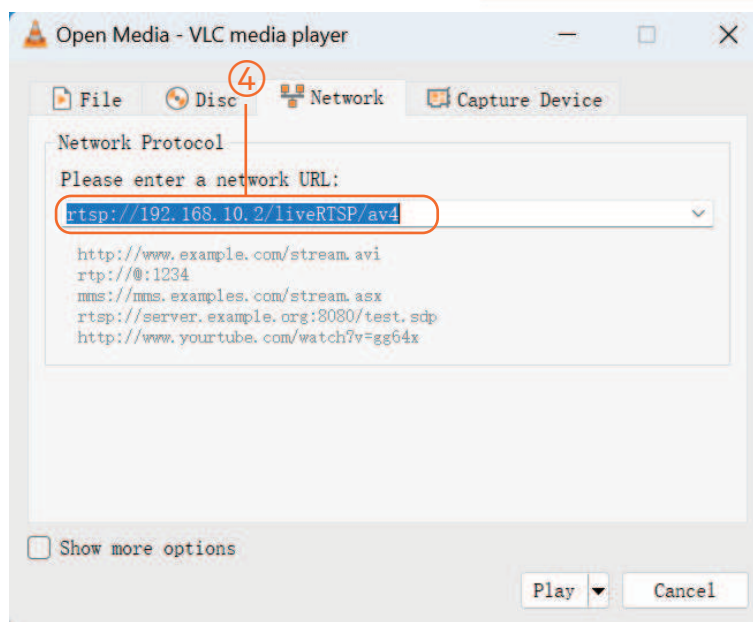 Open Media - VLC media player
④
File Disc Network Capture Device
Network Protocol
Please enter a network URL:
rtsp://192.168.10.2/liveRTSP/av4
http://www.example.com/stream.avi
rtp://@:1234
mms://mms.examples.com/stream.asx
rtsp://server.example.org:8080/test.sdp
http://www.yourtube.com/watch?v=gg64x
Show more options
Play Cancel